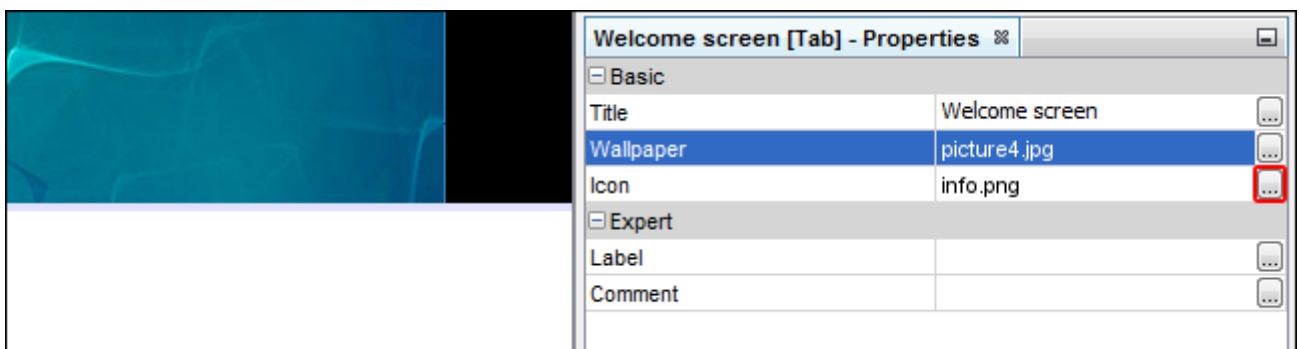 Welcome screen [Tab] - Properties
Basic
Title Welcome screen ...
Wallpaper picture4.jpg ...
Icon info.png ...
Expert
Label ...
Comment ...